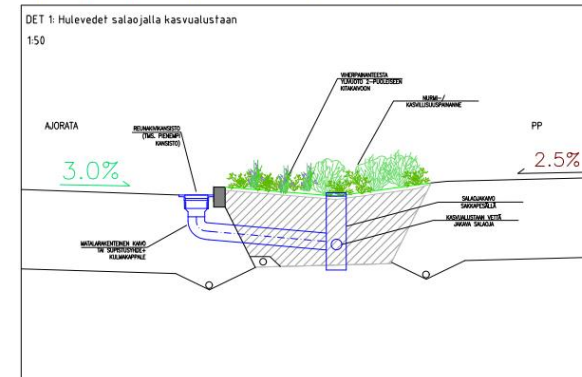 DET 1: Hulevedet salaojalla kasvualustaan
1:50
VIHERPAINANTEESTA
YLIVUOTO 2-PUOLEISEEN
KITAKAIVOON
NURMI-/
KASVILLISUUSPAINANNE
AJORATA
REUNAKIVIKANSISTO
(TMS. PIENEMPI
KANSISTO)
PP
3.0%
2.5%
SALAOJAKAIVO
SAKKAPESÄLLÄ
KASVUALUSTAAN VETTÄ
JAKAVA SALAOJA
MATALARAKENTEINEN KAIVO
TAI SUPISTUSYHDE+
KULMAKAPPALE